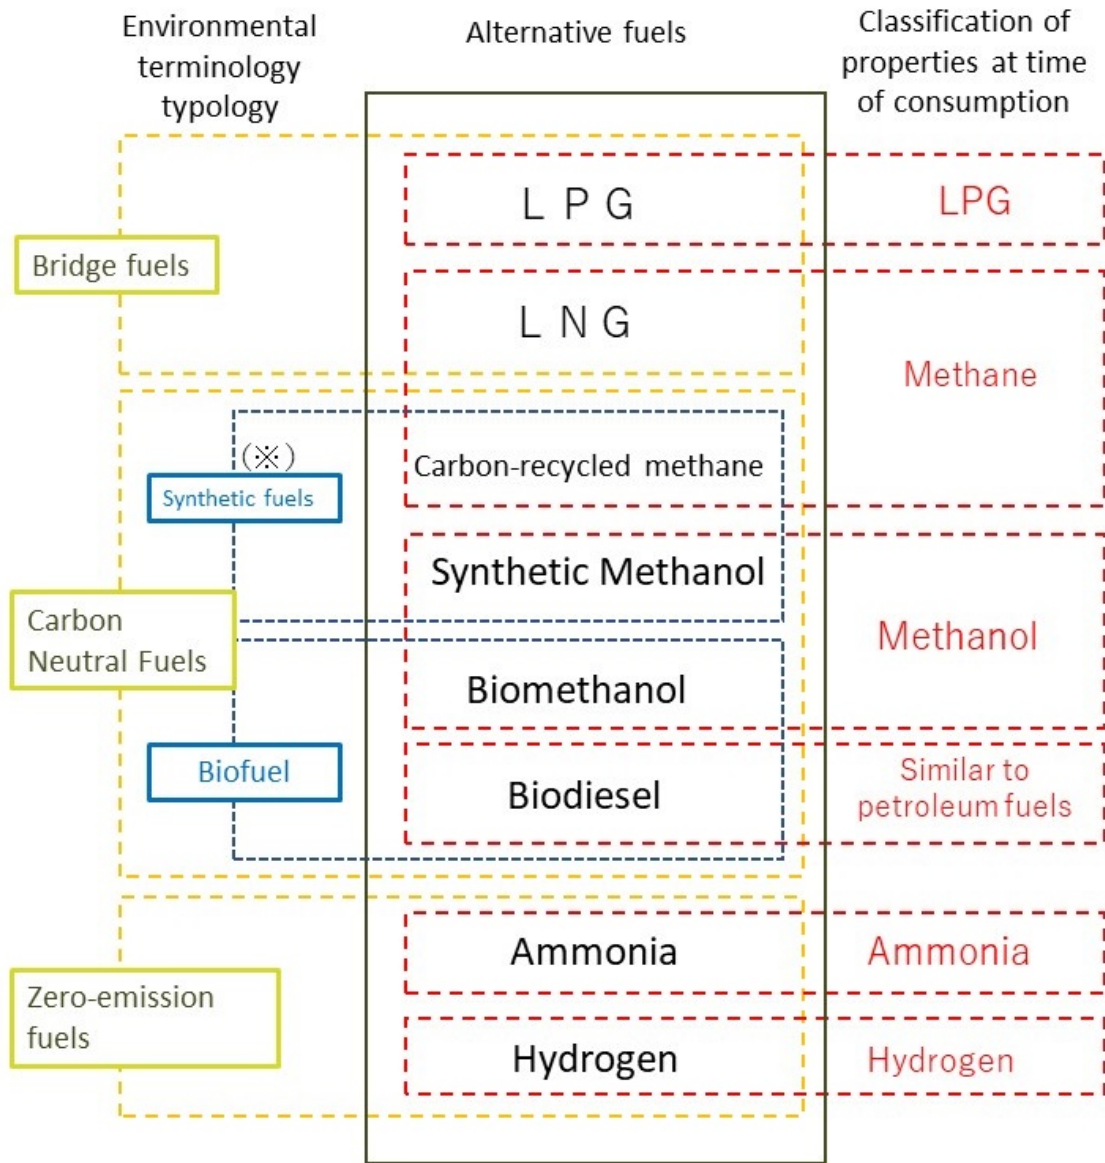 Environmental
terminology
typology
Alternative fuels
Classification of
properties at time
of consumption
Bridge fuels
L P G
LPG
L N G
Methane
(※)
Synthetic fuels
Carbon-recycled methane
Synthetic Methanol
Carbon
Neutral Fuels
Methanol
Biomethanol
Biofuel
Biodiesel
Similar to
petroleum fuels
Zero-emission
fuels
Ammonia
Ammonia
Hydrogen
Hydrogen